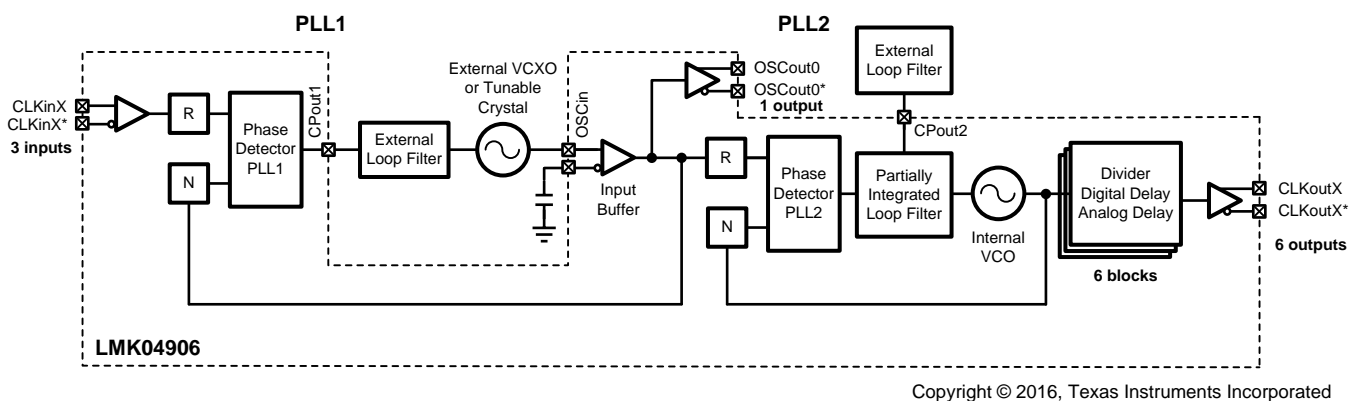 PLL1
PLL2
CLKinX
CLKinX*
3 inputs
R
N
Phase
Detector
PLL1
CPout1
External
Loop Filter
External VCXO
or Tunable
Crystal
OSCin
Input
Buffer
OSCout0
OSCout0*
1 output
R
N
Phase
Detector
PLL2
External
Loop Filter
CPout2
Partially
Integrated
Loop Filter
Internal
VCO
Divider
Digital Delay
Analog Delay
6 blocks
CLKoutX
CLKoutX*
6 outputs
LMK04906
Copyright © 2016, Texas Instruments Incorporated